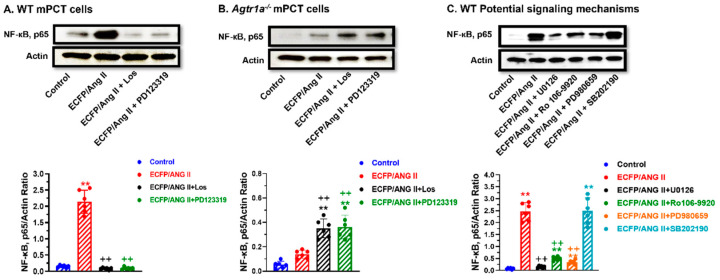 A. WT mPCT cells
NF-κB, p65
Actin
Control
ECFP/Ang II
ECFP/Ang II + Los
ECFP/Ang II + PD123319
NF-κB, p65/Actin Ratio
3.0
2.5
2.0
1.5
1.0
0.5
0.0
**
++
++
Control
ECFP/ANG II
ECFP/ANG II+Los
ECFP/ANG II+PD123319
B. Agtr1a-/- mPCT cells
NF-κB, p65
Actin
Control
ECFP/Ang II
ECFP/Ang II + Los
ECFP/Ang II + PD123319
NF-κB, p65/Actin Ratio
1.0
0.8
0.6
0.4
0.2
0.0
++
**
++
**
Control
ECFP/ANG II
ECFP/ANG II+Los
ECFP/ANG II+PD123319
C. WT Potential signaling mechanisms
NF-κB, p65
Actin
Control
ECFP/Ang II
ECFP/Ang II + U0126
ECFP/Ang II + Ro 106-9920
ECFP/Ang II + PD980659
ECFP/Ang II + SB202190
NF-κB, p65/Actin Ratio
4.0
3.5
3.0
2.5
2.0
1.5
1.0
0.5
0.0
**
++
++
**
++
**
**
Control
ECFP/ANG II
ECFP/ANG II+U0126
ECFP/ANG II+Ro106-9920
ECFP/ANG II+PD980659
ECFP/ANG II+SB202190